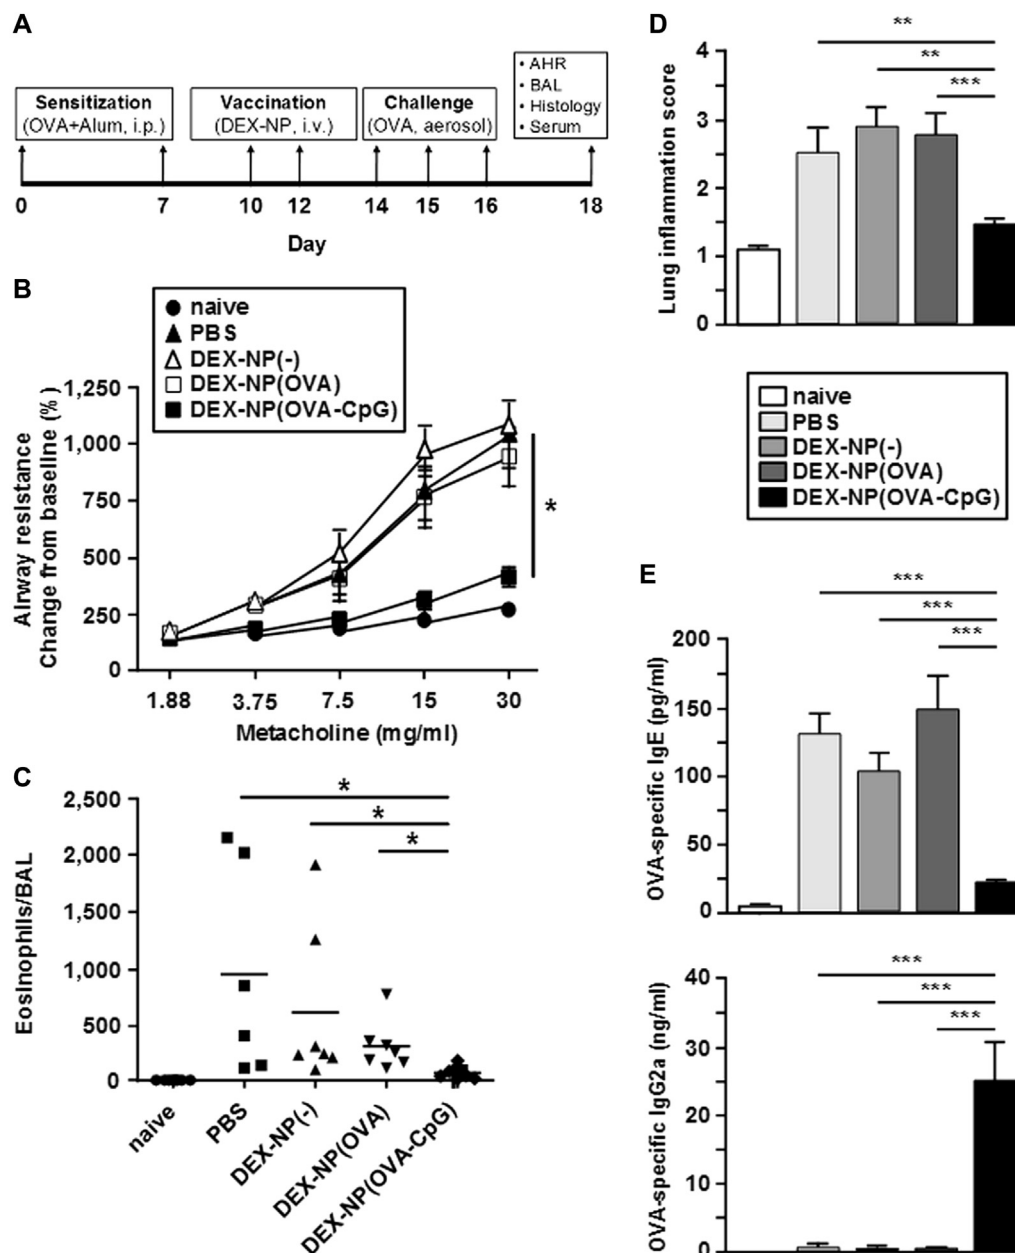 A
Sensitization
(OVA+Alum, i.p.)
Vaccination
(DEX-NP, i.v.)
Challenge
(OVA, aerosol)
• AHR
• BAL
• Histology
• Serum
0 7 10 12 14 15 16 18
Day
B
naive
PBS
DEX-NP(-)
DEX-NP(OVA)
DEX-NP(OVA-CpG)
Airway resistance
Change from baseline (%)
1,250
1,000
750
500
250
0
*
1.88 3.75 7.5 15 30
Metacholine (mg/ml)
C
Eosinophils/BAL
2,500
2,000
1,500
1,000
500
0
*
*
*
naive
PBS
DEX-NP(-)
DEX-NP(OVA)
DEX-NP(OVA-CpG)
D
**
**
***
Lung inflammation score
4
3
2
1
0
naive
PBS
DEX-NP(-)
DEX-NP(OVA)
DEX-NP(OVA-CpG)
E
***
***
***
OVA-specific IgE (pg/ml)
200
150
100
50
0
***
***
***
OVA-specific IgG2a (ng/ml)
40
30
20
10
0